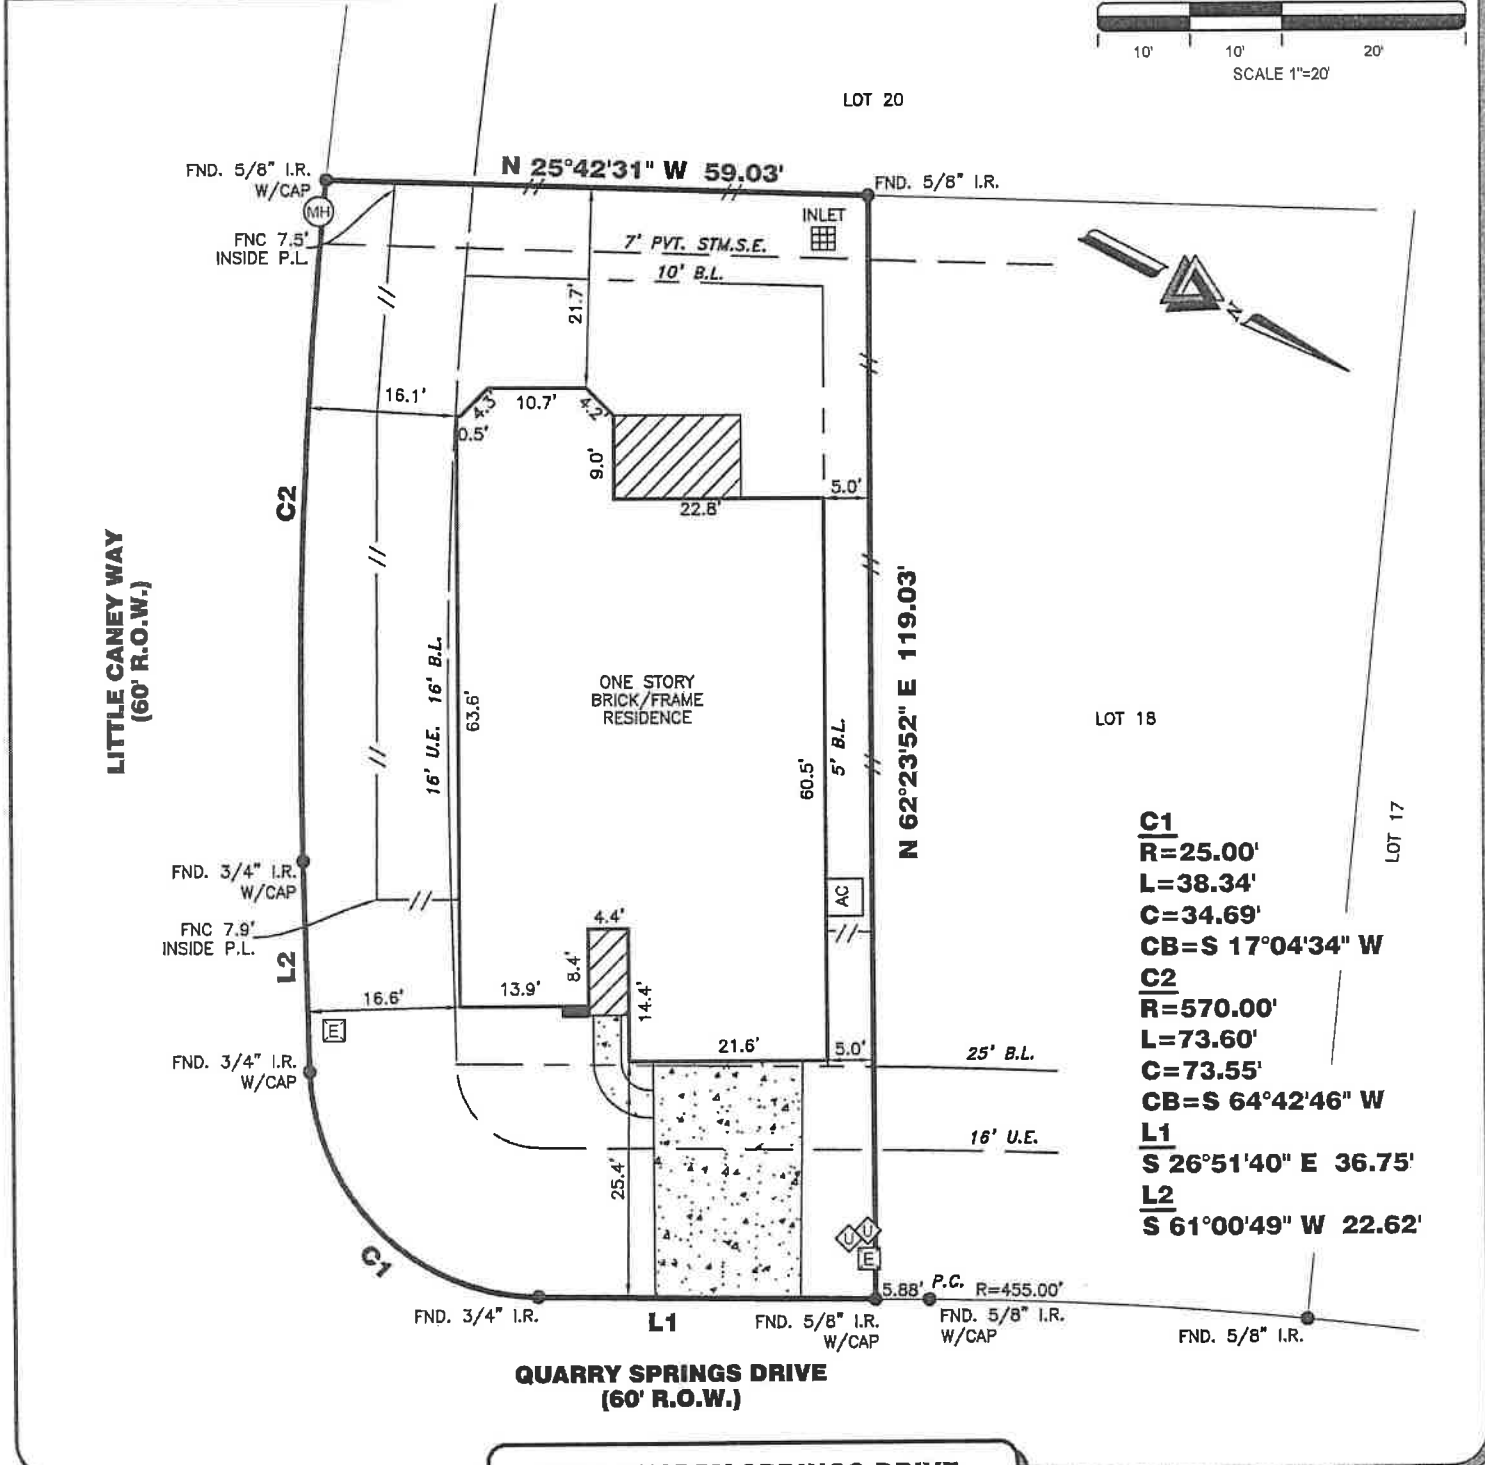 10' 10' 20'
SCALE 1"=20'
LOT 20
FND. 5/8" I.R.
W/CAP
N 25°42'31" W 59.03'
FND. 5/8" I.R.
MH
INLET
FNC 7.5'
INSIDE P.L.
7' PVT. STM.S.E.
10' B.L.
N
21.7'
16.1'
4.3'
10.7'
4.2'
0.5'
9.0'
22.8'
5.0'
C2
LITTLE CANEY WAY
(60' R.O.W.)
16' U.E. 16' B.L.
63.6'
ONE STORY
BRICK/FRAME
RESIDENCE
60.5'
5' B.L.
N 62°23'52" E 119.03'
LOT 18
LOT 17
C1
R=25.00'
L=38.34'
C=34.69'
CB=S 17°04'34" W
C2
R=570.00'
L=73.60'
C=73.55'
CB=S 64°42'46" W
L1
S 26°51'40" E 36.75'
L2
S 61°00'49" W 22.62'
FND. 3/4" I.R.
W/CAP
AC
FNC 7.9'
INSIDE P.L.
L2
4.4'
8.4'
13.9'
14.4'
16.6'
E
21.6'
5.0'
25' B.L.
FND. 3/4" I.R.
W/CAP
16' U.E.
25.4'
U U
E
C1
5.88' P.C. R=455.00'
FND. 3/4" I.R.
L1
FND. 5/8" I.R.
W/CAP
FND. 5/8" I.R.
W/CAP
FND. 5/8" I.R.
QUARRY SPRINGS DRIVE
(60' R.O.W.)
SPRINGS DRIVE